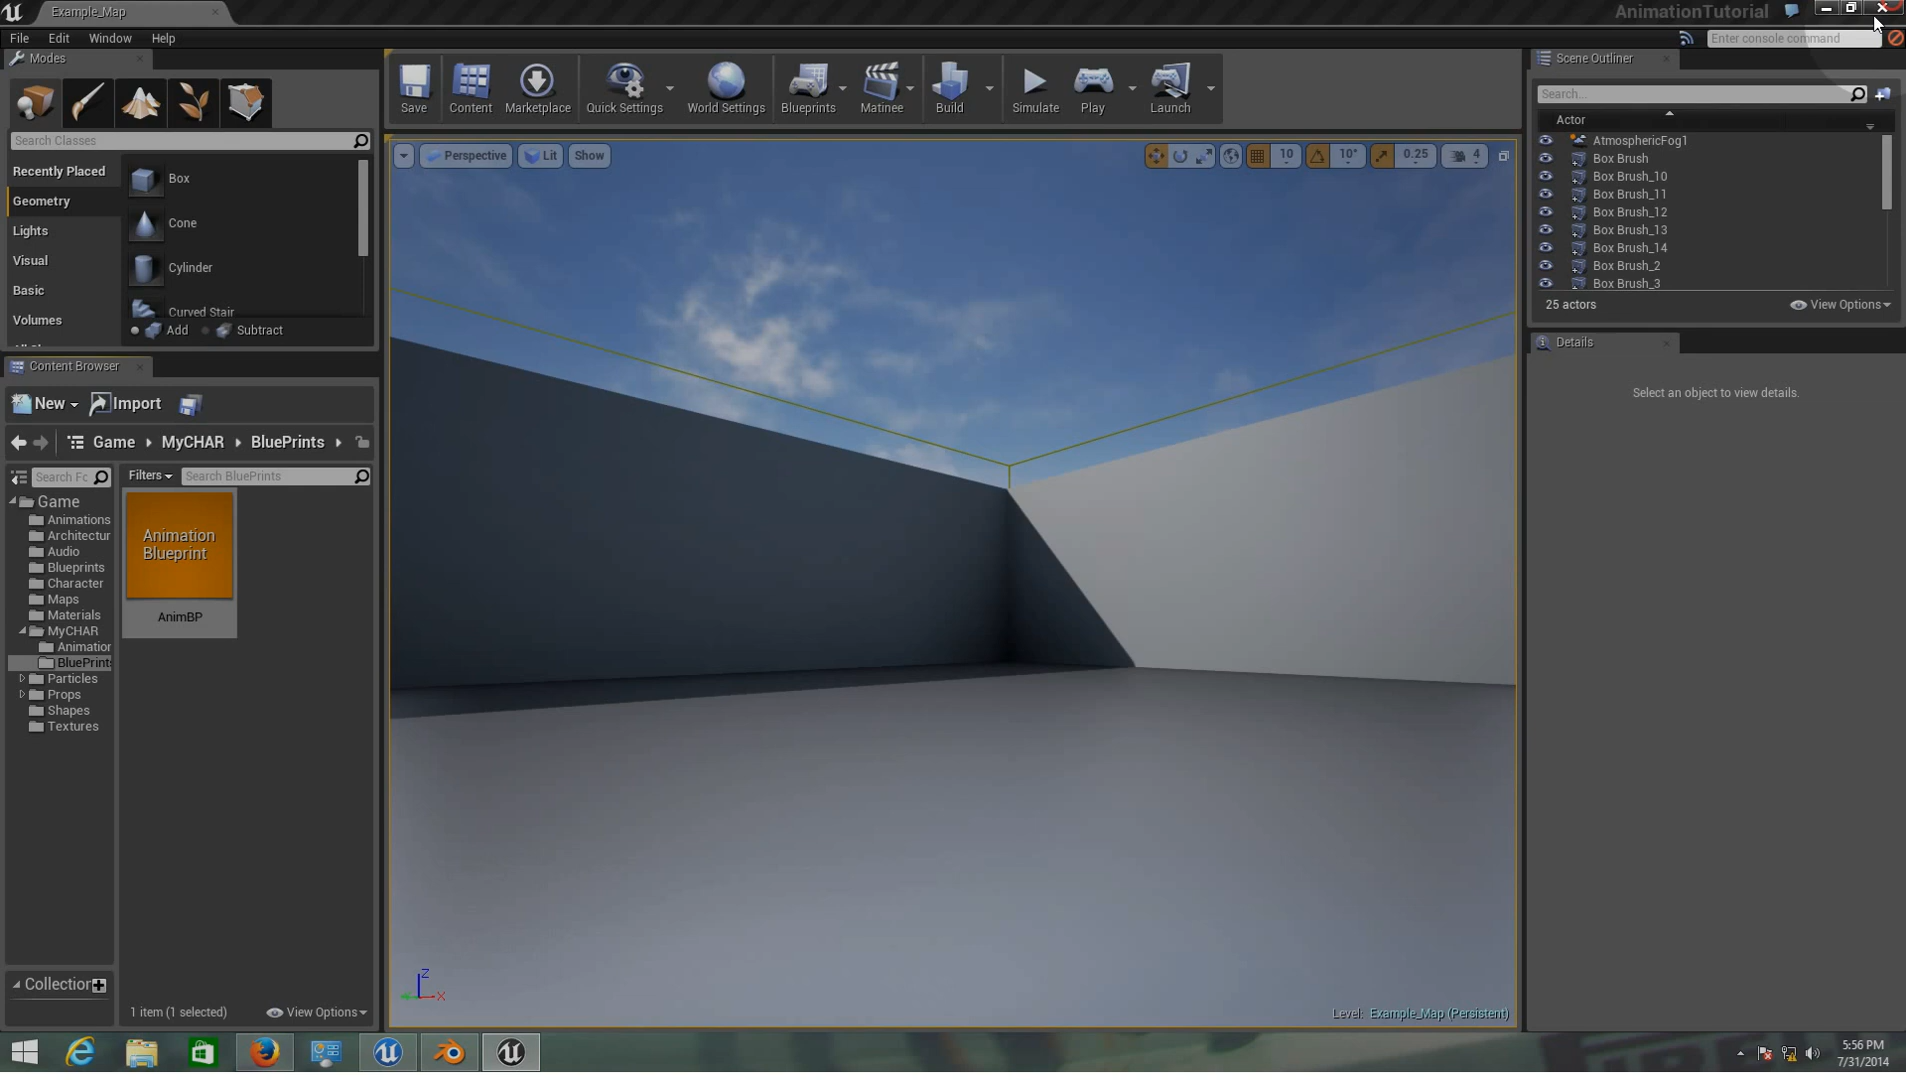 Example_Map
AnimationTutorial
File Edit Window Help
Enter console command
Modes
Save
Content
Marketplace
Quick Settings
World Settings
Blueprints
Matinee
Build
Simulate
Play
Launch
Scene Outliner
Search...
Actor
AtmosphericFog1
Box Brush
Box Brush_10
Box Brush_11
Box Brush_12
Box Brush_13
Box Brush_14
Box Brush_2
Box Brush_3
25 actors
View Options
Details
Select an object to view details.
Search Classes
Recently Placed
Geometry
Lights
Visual
Basic
Volumes
Box
Cone
Cylinder
Curved Stair
Add Subtract
Perspective Lit Show
10 10° 0.25 4
Content Browser
New Import
Game MyCHAR BluePrints
Search Fo
Filters Search BluePrints
Game
Animations
Architectur
Audio
Blueprints
Character
Maps
Materials
MyCHAR
Animation
BluePrints
Particles
Props
Shapes
Textures
Animation
Blueprint
AnimBP
Collection
1 item (1 selected)
View Options
Z
X
Level: Example_Map (Persistent)
5:56 PM
7/31/2014